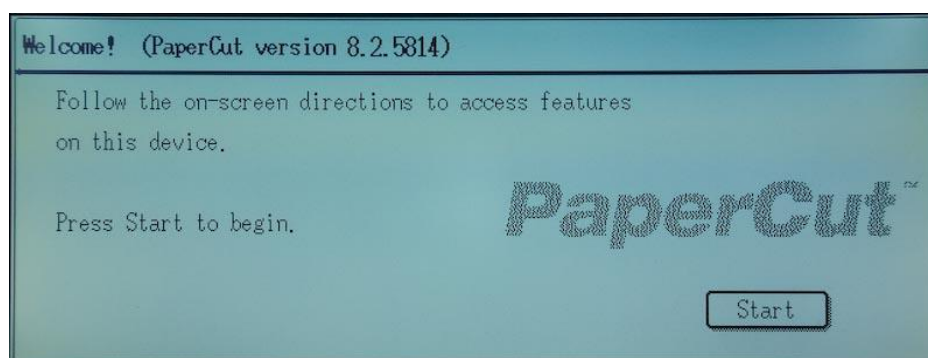 Welcome! (PaperCut version 8.2.5814)
Follow the on-screen directions to access features
on this device.
Press Start to begin.
PaperCut™
Start